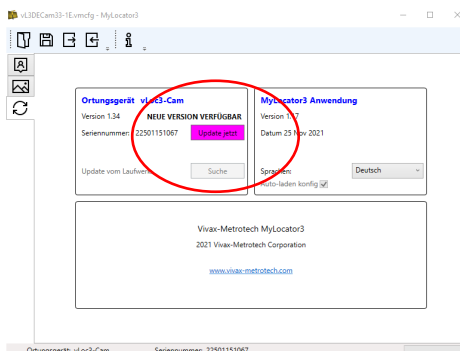 vL3DECam33-1E.vmcfg - MyLocator3
Ortungsgerät vLoc3-Cam
Version 1.34 NEUE VERSION VERFÜGBAR
Seriennummer: 22501151067 Update jetzt
Update vom Laufwerk Suche
MyLocator3 Anwendung
Version 1.17
Datum 25 Nov 2021
Sprachen: Deutsch
Auto-laden konfig
Vivax-Metrotech MyLocator3
2021 Vivax-Metrotech Corporation
www.vivax-metrotech.com
Ortungsgerät: vLoc3-Cam Seriennummer: 22501151067